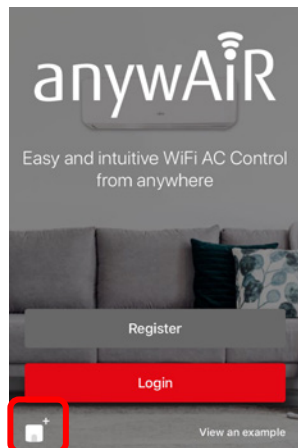 anywAiR
Easy and intuitive WiFi AC Control
from anywhere
Register
Login
View an example